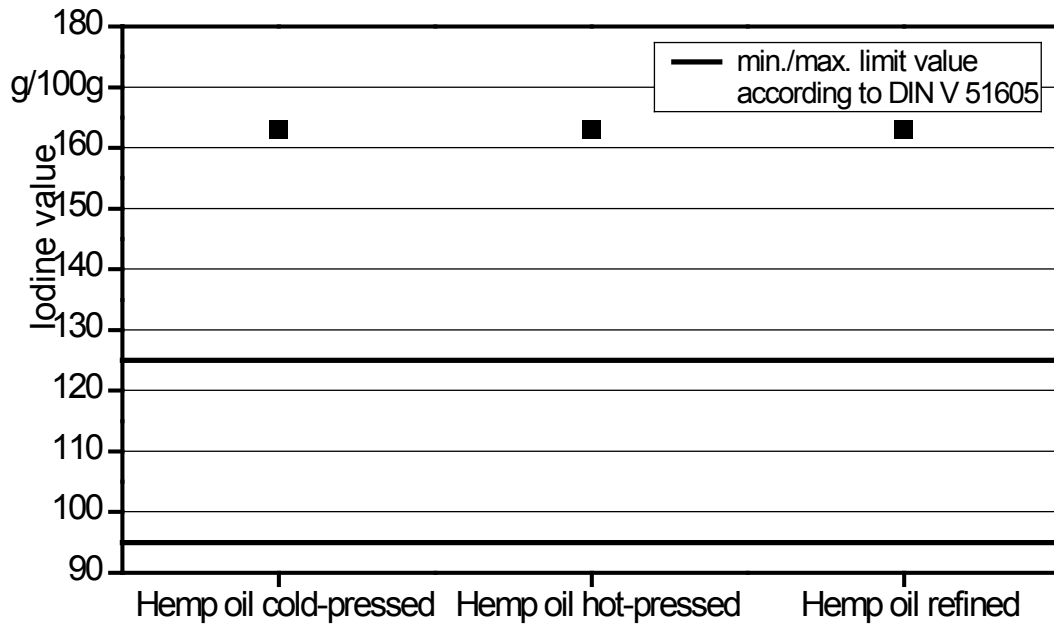 180
g/100g
160
150
140
130
120
110
100
90
Iodine value
min./max. limit value
according to DIN V 51605
Hemp oil cold-pressed
Hemp oil hot-pressed
Hemp oil refined